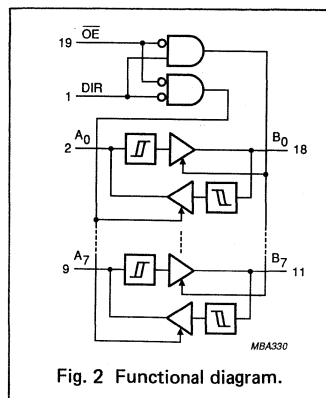 19 OE
1 DIR
2 A0 B0 18
9 A7 B7 11
MBA330
Fig. 2 Functional diagram.